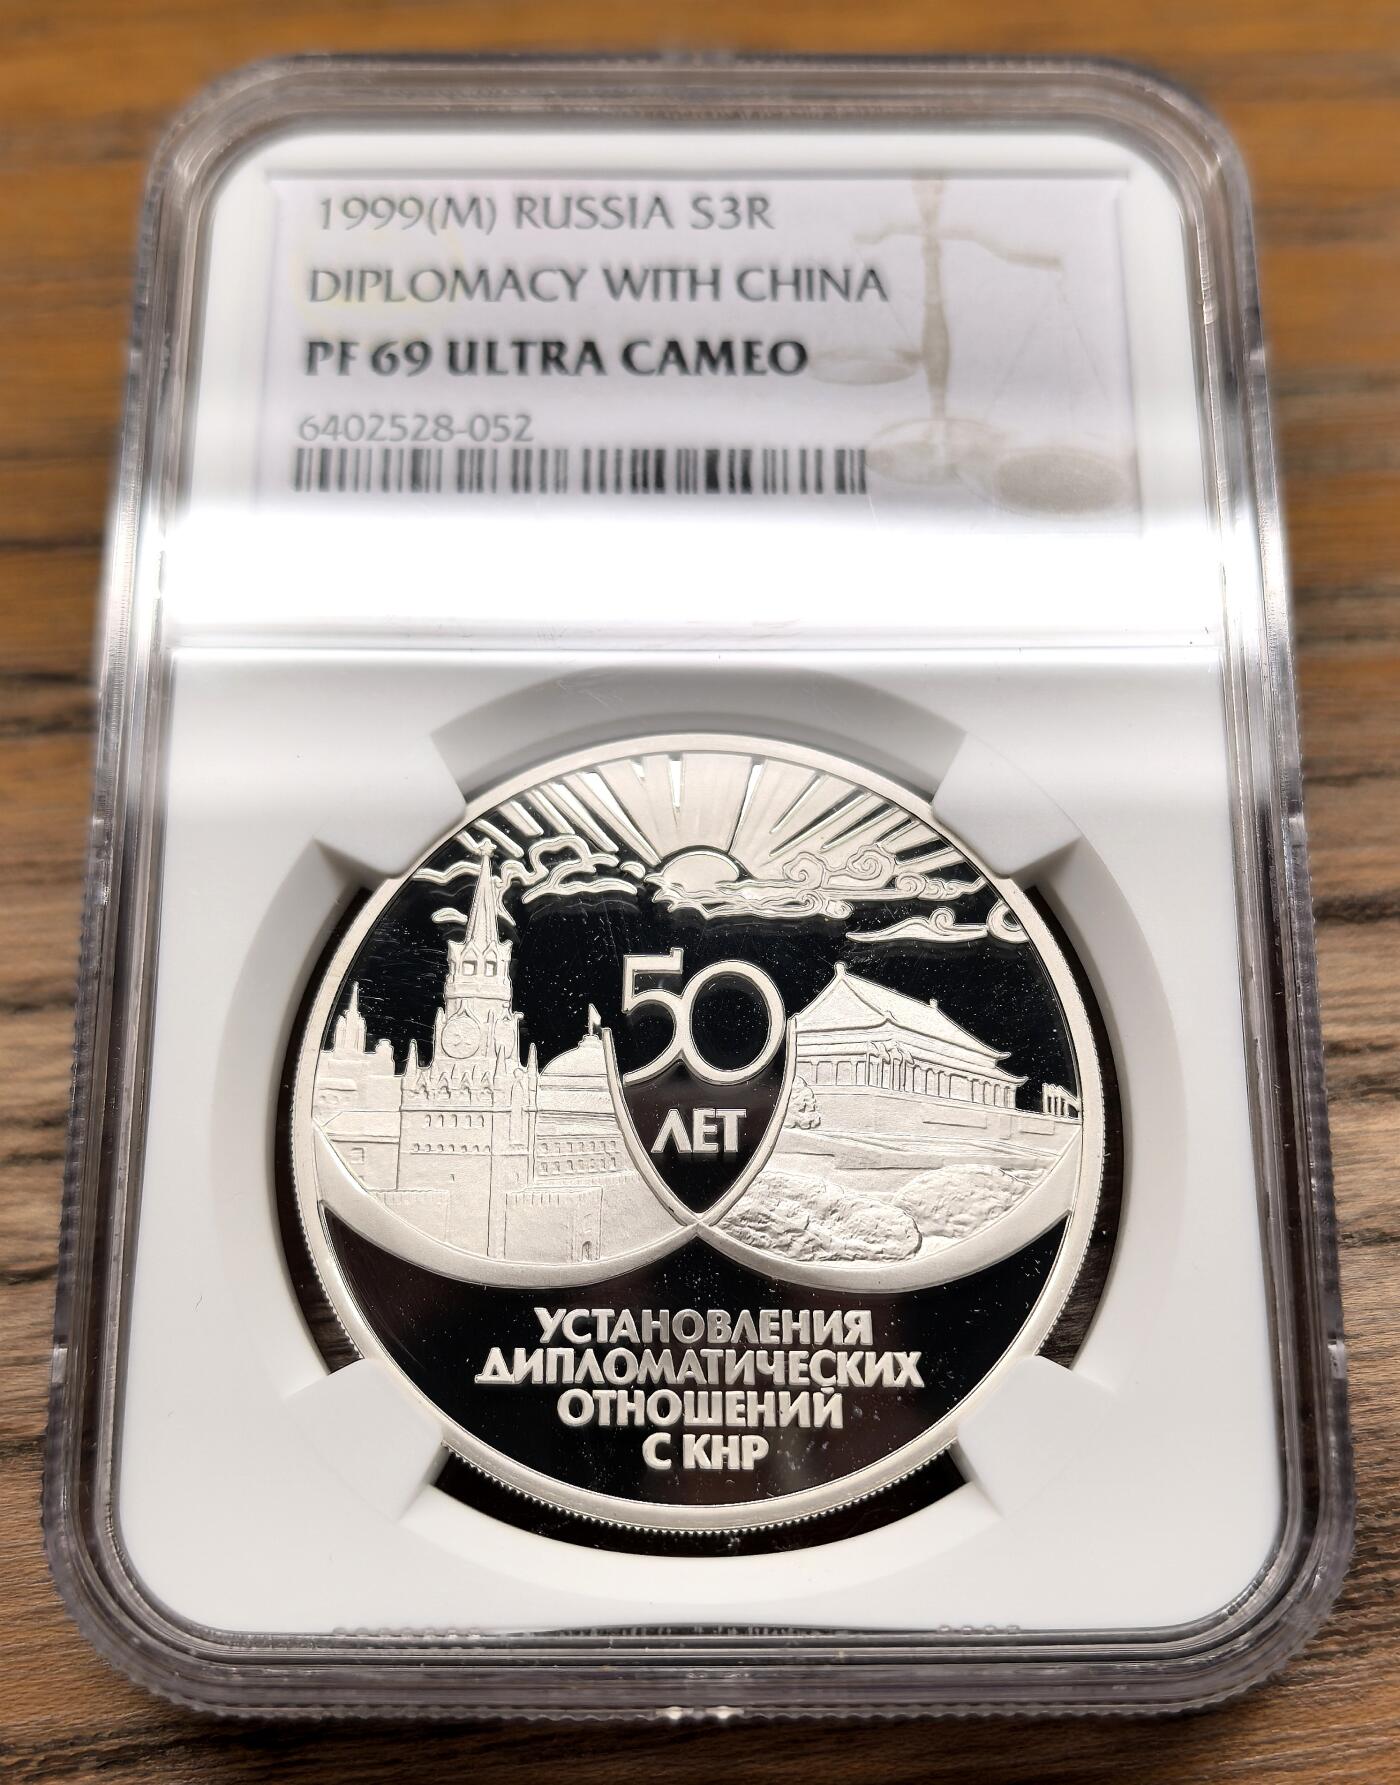 1999(M) RUSSIA S3R
DIPLOMACY WITH CHINA
PF 69 ULTRA CAMEO
6402528-052
50
ЛЕТ
УСТАНОВЛЕНИЯ
ДИПЛОМАТИЧЕСКИХ
ОТНОШЕНИЙ
С КНР